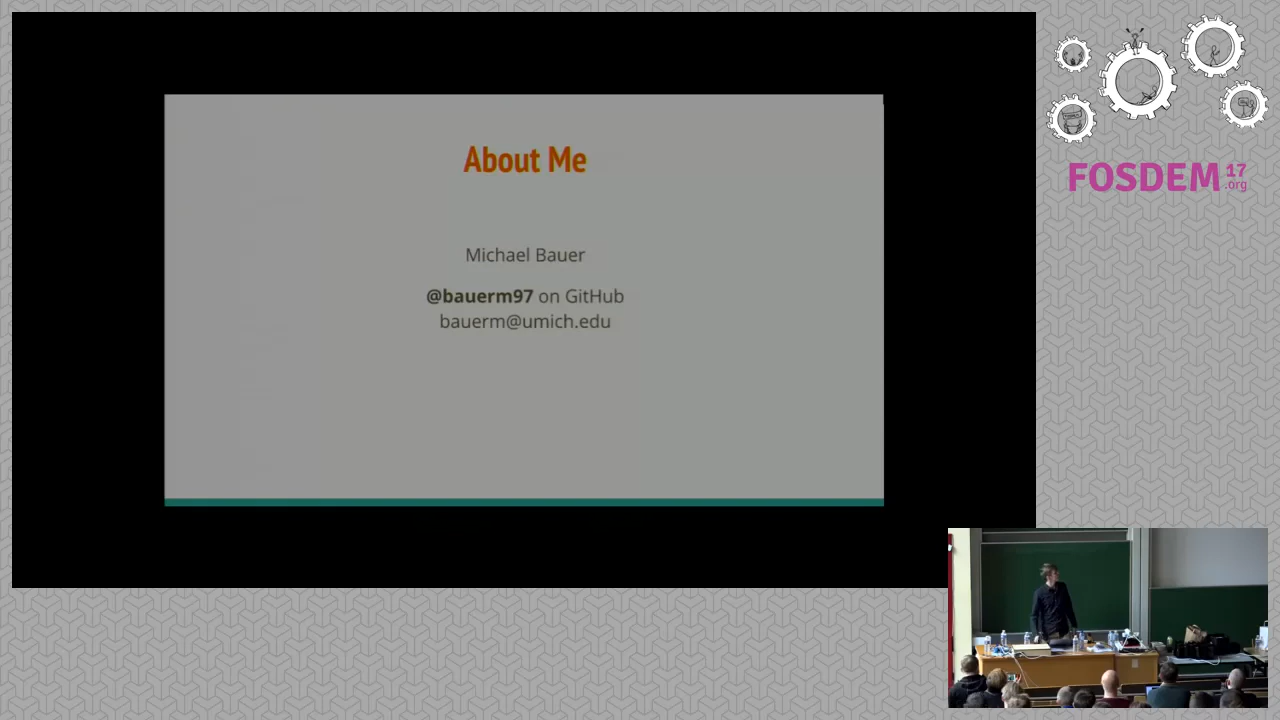 About Me
Michael Bauer
@bauerm97 on GitHub
bauerm@umich.edu
FOSDEM 17
.org